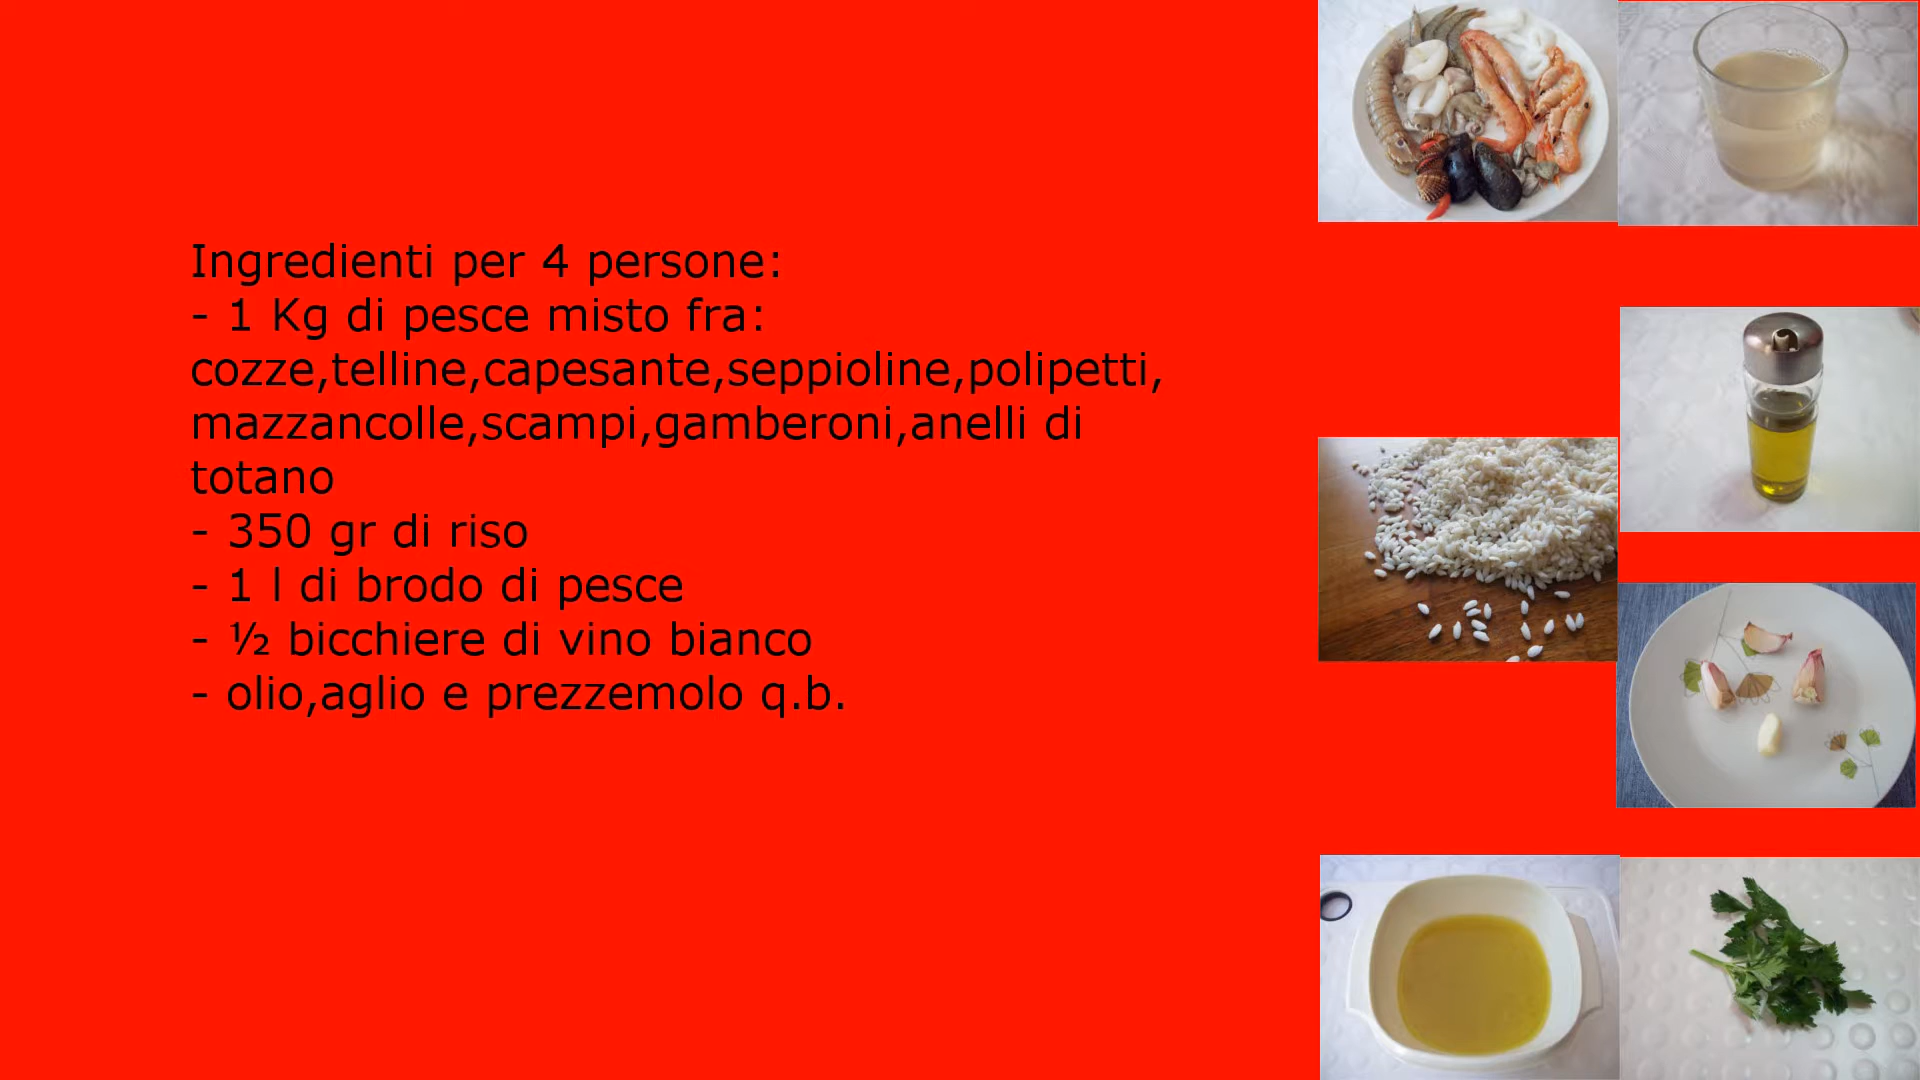 Ingredienti per 4 persone:
- 1 Kg di pesce misto fra:
cozze,telline,capesante,seppioline,polipetti,
mazzancolle,scampi,gamberoni,anelli di
totano
- 350 gr di riso
- 1 l di brodo di pesce
- ½ bicchiere di vino bianco
- olio,aglio e prezzemolo q.b.